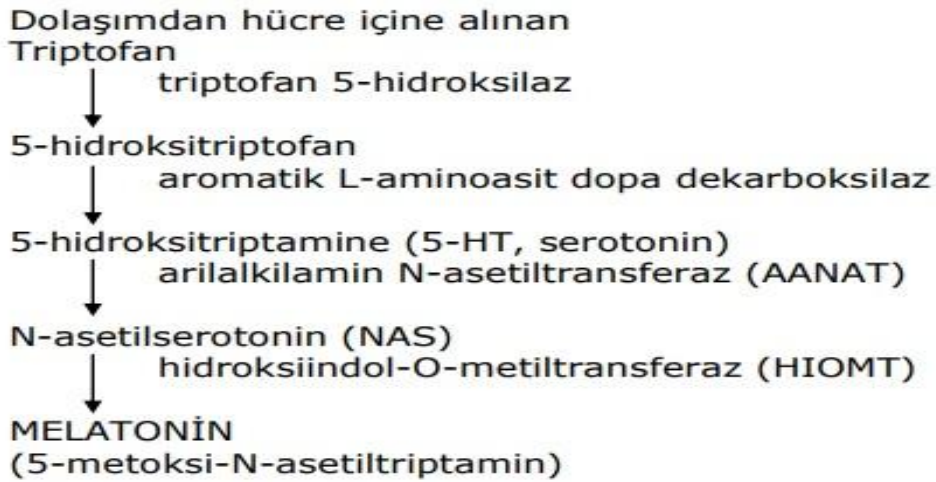 Dolaşımdan hücre içine alınan
Triptofan
triptofan 5-hidroksilaz
5-hidroksitriptofan
aromatik L-aminoasit dopa dekarboksilaz
5-hidroksitriptamine (5-HT, serotonin)
arilalkilamin N-asetiltransferaz (AANAT)
N-asetilserotonin (NAS)
hidroksiindol-O-metiltransferaz (HIOMT)
MELATONİN
(5-metoksi-N-asetiltriptamin)